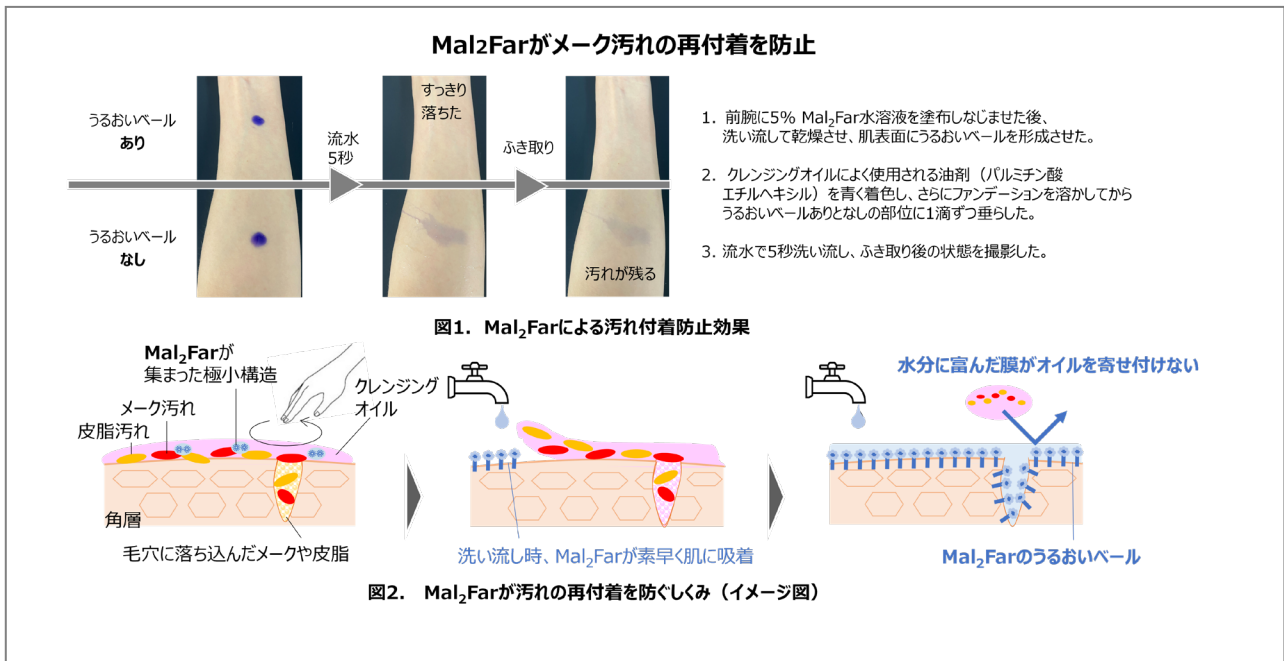 Mal2Farがメーク汚れの再付着を防止
うるおいベール
あり
流水
5秒
すっきり
落ちた
ふき取り
うるおいベール
なし
汚れが残る
1. 前腕に5% Mal2Far水溶液を塗布しなじませた後、
洗い流して乾燥させ、肌表面にうるおいベールを形成させた。
2. クレンジングオイルによく使用される油剤（パルミチン酸
エチルヘキシル）を青く着色し、さらにファンデーションを溶かしてから
うるおいベールありとなしの部位に1滴ずつ垂らした。
3. 流水で5秒洗い流し、ふき取り後の状態を撮影した。
図1. Mal2Farによる汚れ付着防止効果
Mal2Farが
集まった極小構造
クレンジング
オイル
メーク汚れ
皮脂汚れ
角層
毛穴に落ち込んだメークや皮脂
洗い流し時、Mal2Farが素早く肌に吸着
水分に富んだ膜がオイルを寄せ付けない
Mal2Farのうるおいベール
図2. Mal2Farが汚れの再付着を防ぐしくみ（イメージ図）